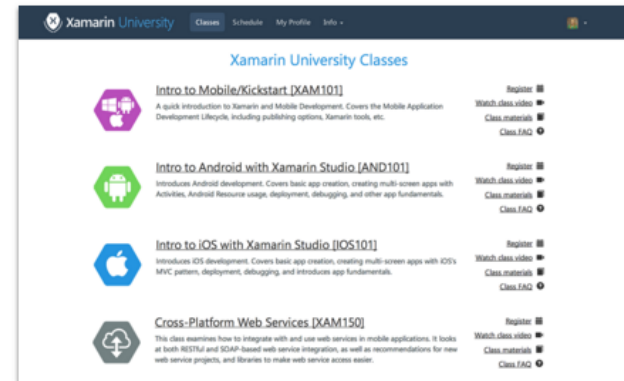 Xamarin University Classes Schedule My Profile Info
Xamarin University Classes
Intro to Mobile/Kickstart [XAM101]
A quick introduction to Xamarin and Mobile Development. Covers the Mobile Application
Development Lifecycle, including publishing options, Xamarin tools, etc.
Register
Watch class video
Class materials
Class FAQ
Intro to Android with Xamarin Studio [AND101]
Introduces Android development. Covers basic app creation, creating multi-screen apps with
Activities, Android Resource usage, deployment, debugging, and other app fundamentals.
Register
Watch class video
Class materials
Class FAQ
Intro to iOS with Xamarin Studio [IOS101]
Introduces iOS development. Covers basic app creation, creating multi-screen apps with iOS's
MVC pattern, deployment, debugging, and introduces app fundamentals.
Register
Watch class video
Class materials
Class FAQ
Cross-Platform Web Services [XAM150]
This class examines how to integrate with and use web services in mobile applications. It looks
at both RESTful and SOAP-based web service integration, as well as recommendations for new
web service projects, and libraries to make web service access easier.
Register
Watch class video
Class materials
Class FAQ